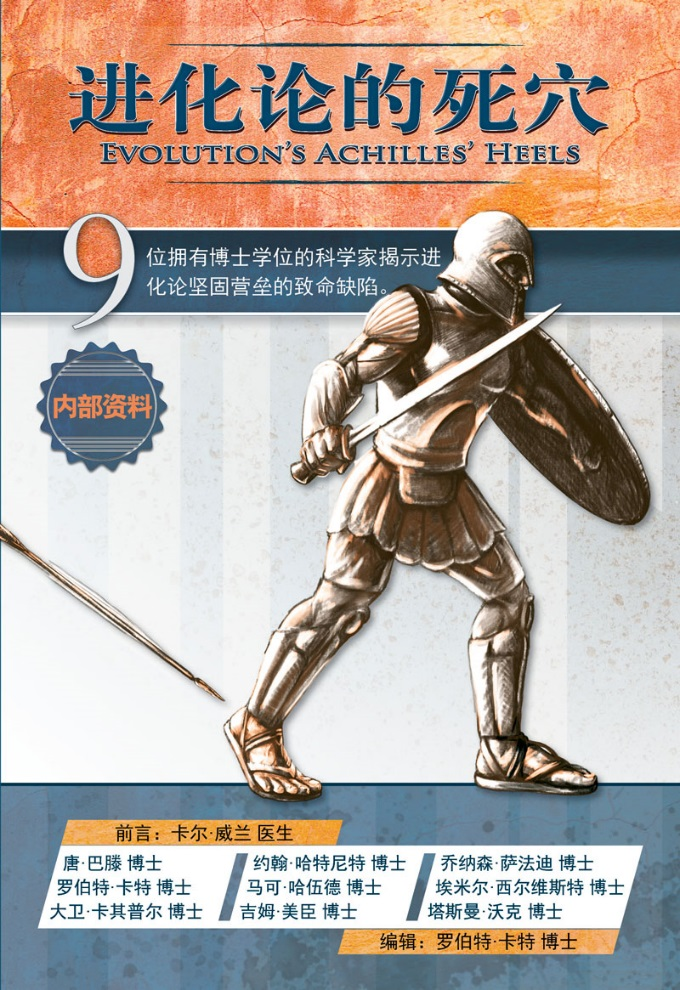 进化论的死穴
EVOLUTION'S ACHILLES' HEELS
9
位拥有博士学位的科学家揭示进
化论坚固营垒的致命缺陷。
内部资料
前言：卡尔·威兰 医生
唐·巴滕 博士 约翰·哈特尼特 博士 乔纳森·萨法迪 博士
罗伯特·卡特 博士 马可·哈伍德 博士 埃米尔·西尔维斯特 博士
大卫·卡其普尔 博士 吉姆·美臣 博士 塔斯曼·沃克 博士
编辑：罗伯特·卡特 博士